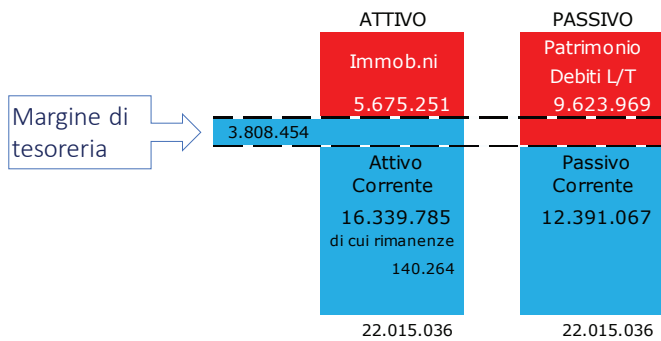 ATTIVO
PASSIVO
Immob.ni
5.675.251
Patrimonio
Debiti L/T
9.623.969
Margine di
tesoreria
3.808.454
Attivo
Corrente
16.339.785
di cui rimanenze
140.264
Passivo
Corrente
12.391.067
22.015.036
22.015.036